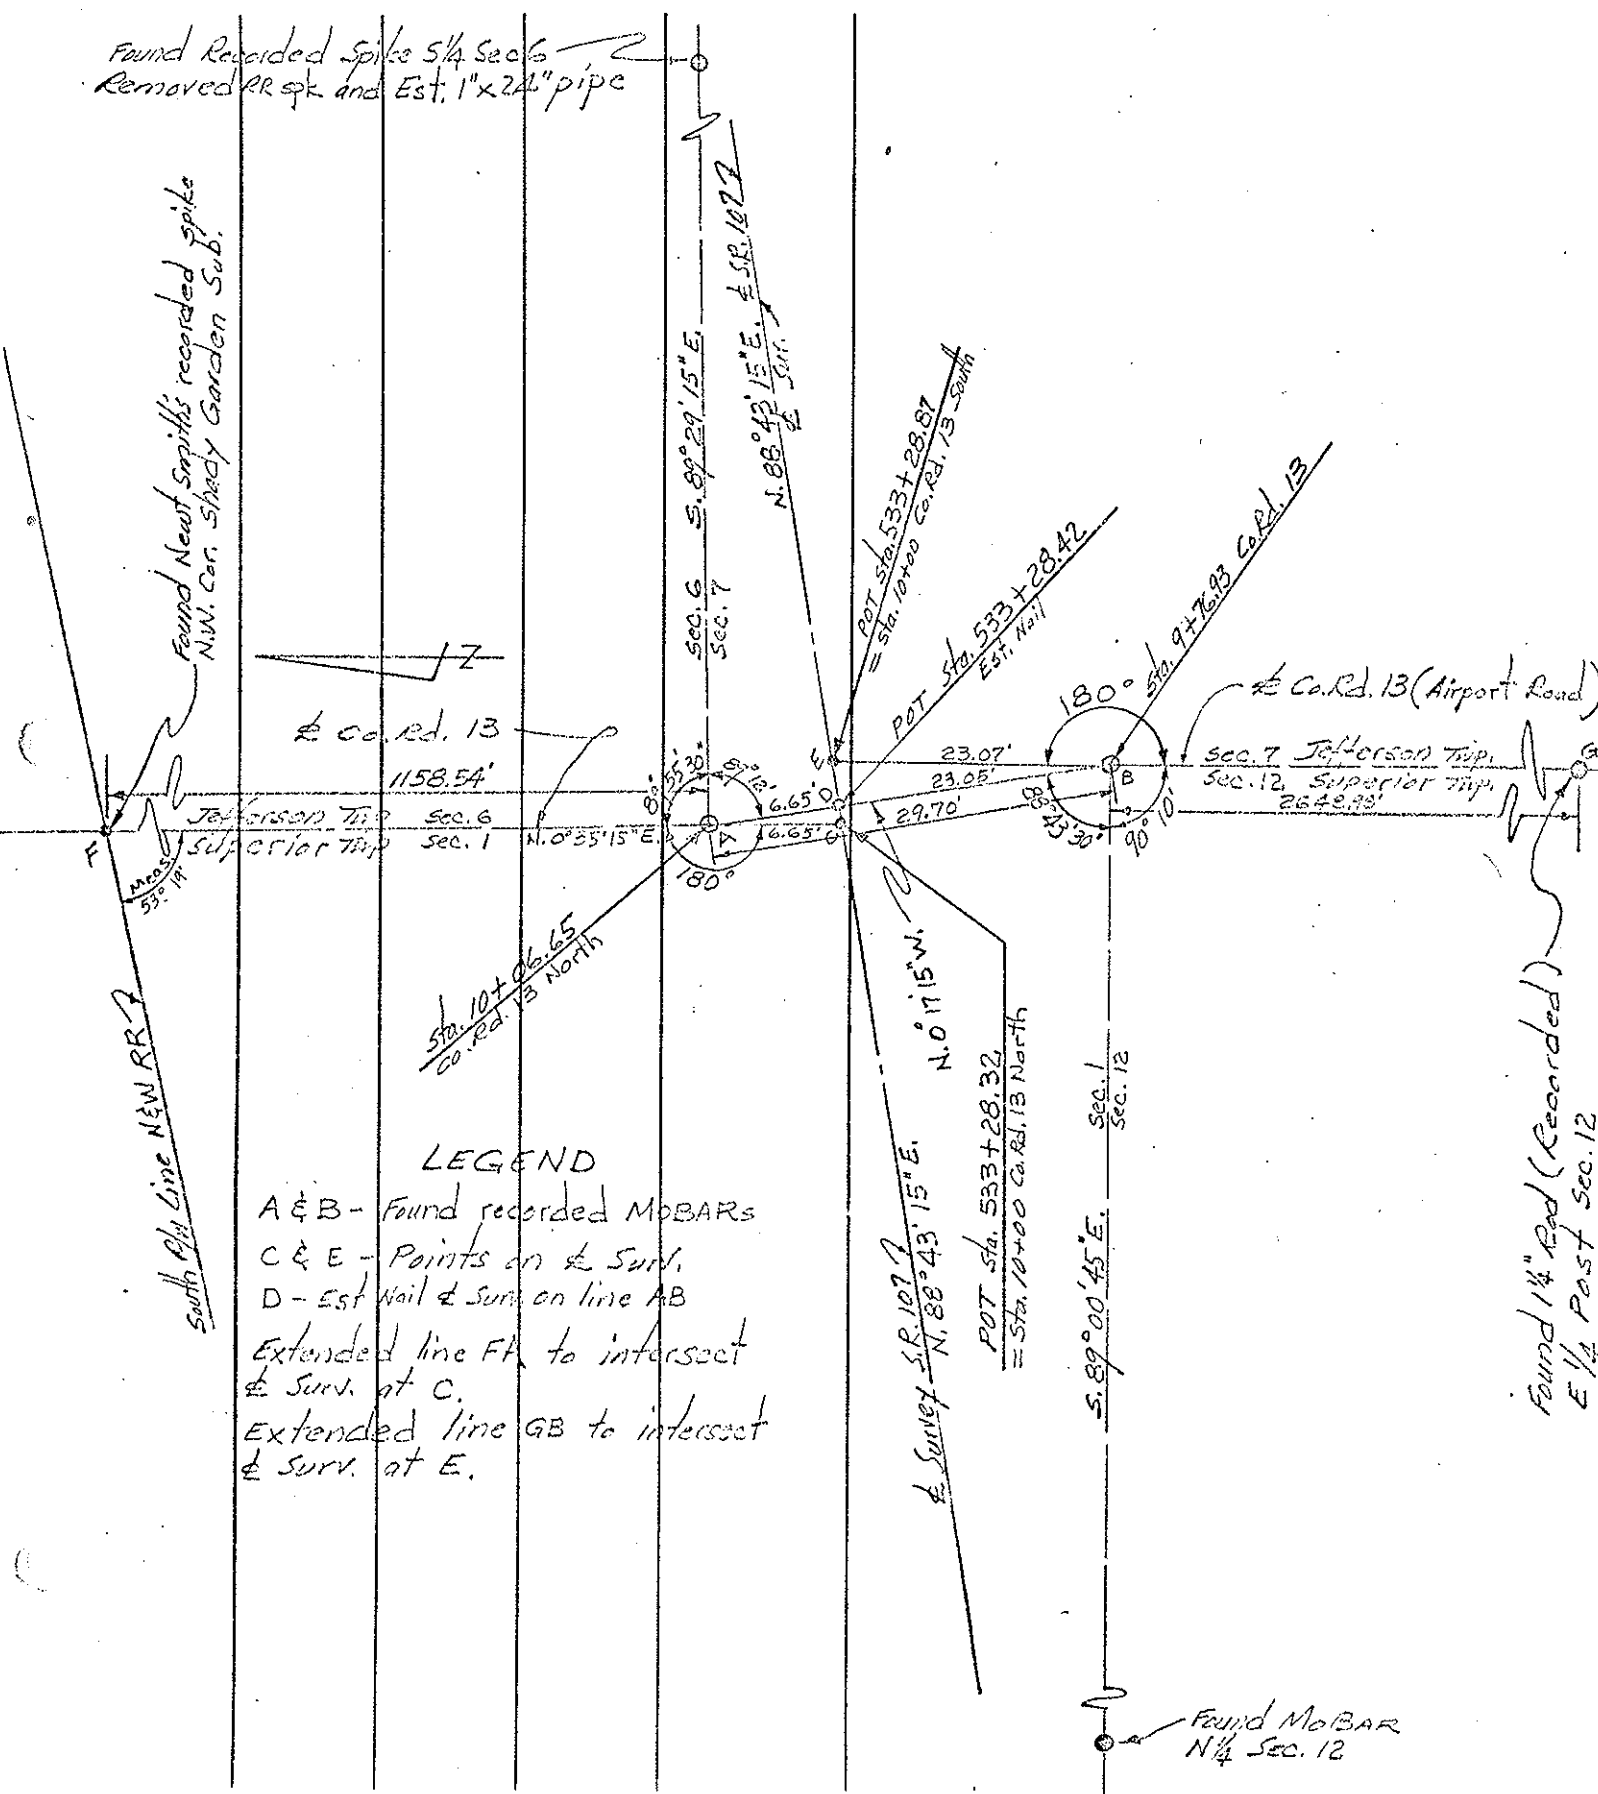 Found Recorded Spike S¼ Sec 6
Removed RR spk and Est. 1"x24" pipe
Found Newt Smith's recorded spike
N.W. Cor. Shady Garden Sub.
S. 89° 29' 15" E.
Sec. 6
Sec. 7
℄ S.R. 107
N. 88° 43' 15" E.
℄ Sur.
POT Sta. 533+28.87
= Sta. 10+00 Co. Rd. 13 South
POT Sta. 533+28.42
Est. Nail
Sta. 9+76.93 Co. Rd. 13
Z
℄ Co. Rd. 13
℄ Co. Rd. 13 (Airport Road)
180°
1158.54'
Jefferson Twp Sec. 6
Superior Twp Sec. 1
N. 0° 35' 15" E.
6.65'
6.65'
23.07'
23.05'
29.70'
Sec. 7 Jefferson Twp.
Sec. 12 Superior Twp.
2648.90'
A
B
C
D
E
F
G
180°
88° 43' 30"
90° 10'
Meas.
53° 19'
Sta. 10+06.65
Co. Rd. 13 North
N. 0° 17' 15" W.
South R/W Line N&W RR
POT Sta. 533+28.32
= Sta. 10+00 Co. Rd. 13 North
Sec. 1
Sec. 12
S. 89° 00' 45" E.
℄ Survey S.R. 107
N. 88° 43' 15" E.
Found 1¼" Rod (Recorded)
E ¼ Post Sec. 12
LEGEND
A & B - Found recorded MOBARs
C & E - Points on ℄ Surv.
D - Est Nail ℄ Surv. on line AB
Extended line FA to intersect
℄ Surv. at C.
Extended line GB to intersect
℄ Surv. at E.
Found MOBAR
N¼ Sec. 12